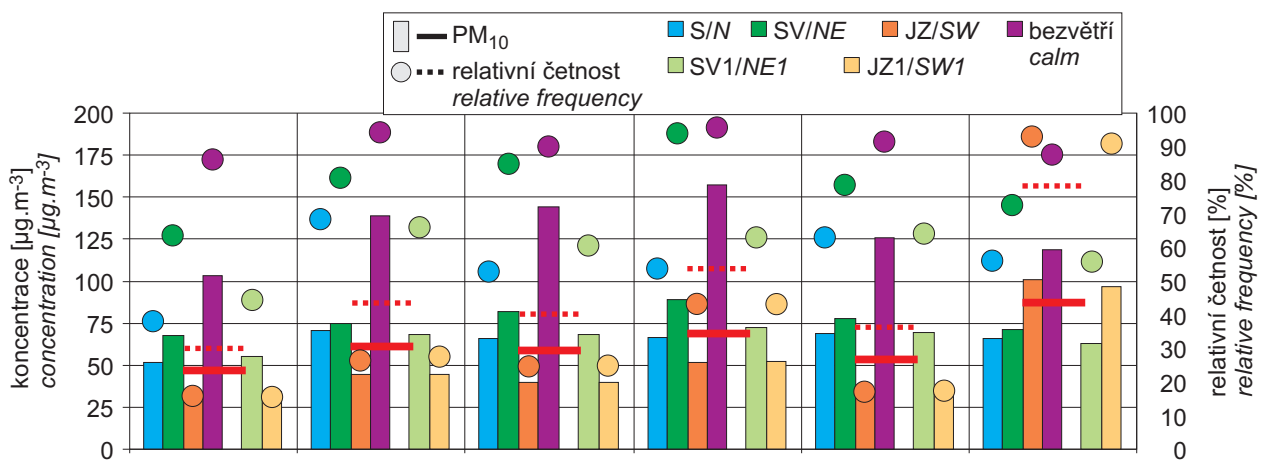 PM₁₀
relativní četnost
relative frequency
S/N
SV/NE
JZ/SW
bezvětří
calm
SV1/NE1
JZ1/SW1
koncentrace [µg.m⁻³]
concentration [µg.m⁻³]
200
175
150
125
100
75
50
25
0
100
90
80
70
60
50
40
30
20
10
0
relativní četnost [%]
relative frequency [%]